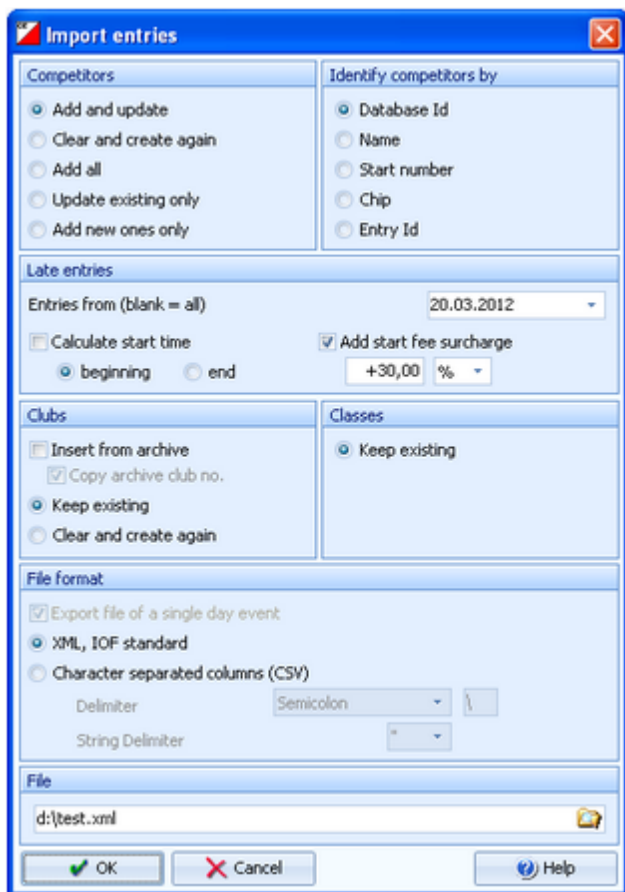 Import entries
Competitors
Add and update
Clear and create again
Add all
Update existing only
Add new ones only
Identify competitors by
Database Id
Name
Start number
Chip
Entry Id
Late entries
Entries from (blank = all) 20.03.2012
Calculate start time
beginning end
Add start fee surcharge
+30,00 %
Clubs
Insert from archive
Copy archive club no.
Keep existing
Clear and create again
Classes
Keep existing
File format
Export file of a single day event
XML, IOF standard
Character separated columns (CSV)
Delimiter Semicolon \
String Delimiter "
File
d:\test.xml
OK Cancel Help